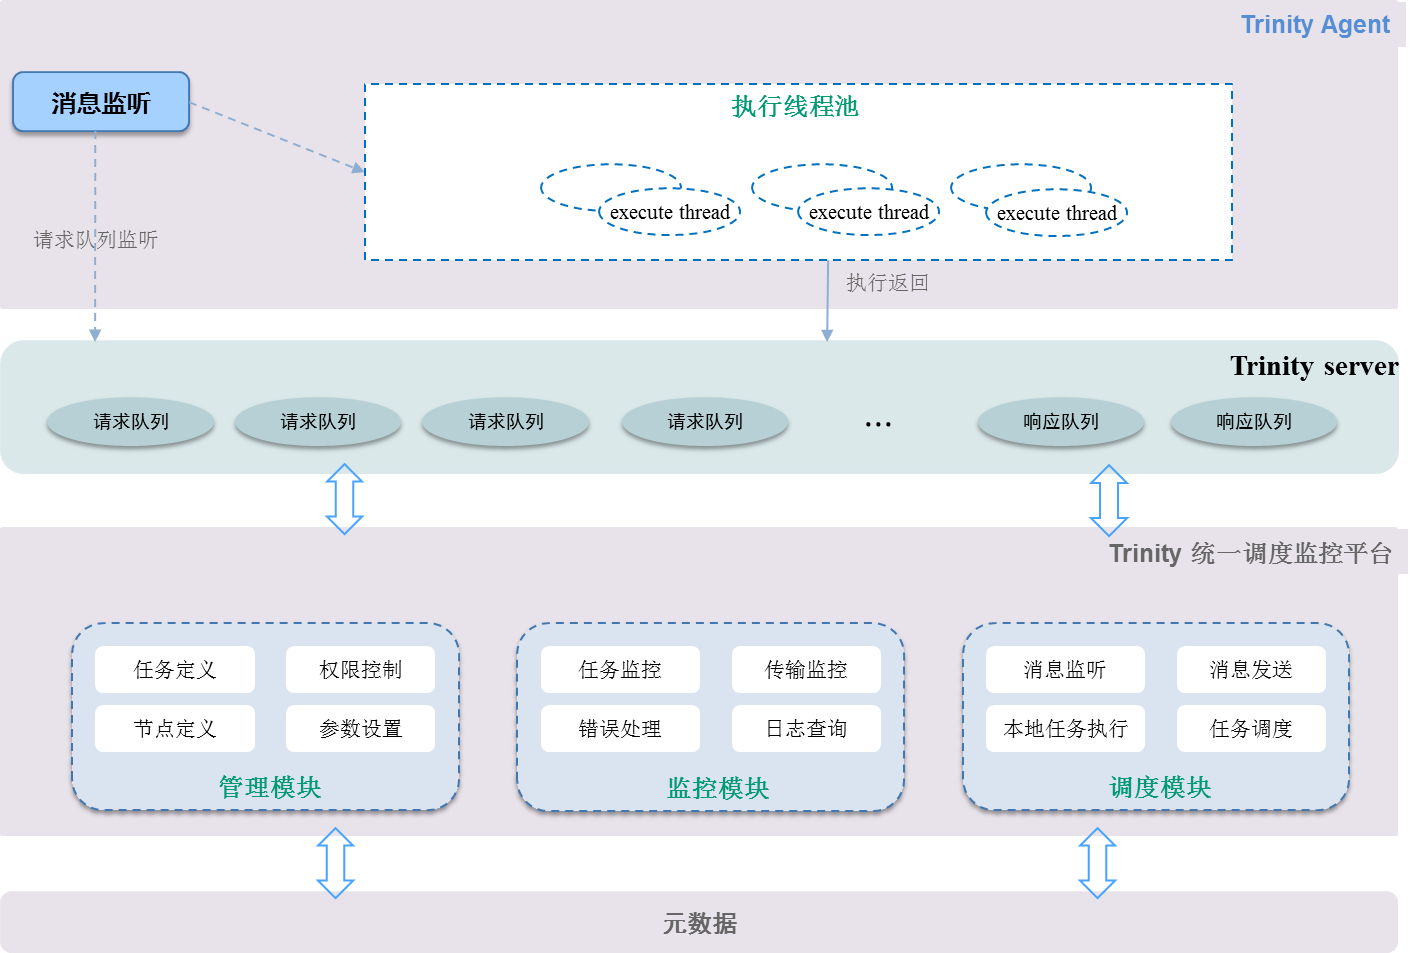 Trinity Agent
消息监听
执行线程池
execute thread
execute thread
execute thread
请求队列监听
执行返回
Trinity server
请求队列
请求队列
请求队列
请求队列
...
响应队列
响应队列
Trinity 统一调度监控平台
任务定义
权限控制
节点定义
参数设置
管理模块
任务监控
传输监控
错误处理
日志查询
监控模块
消息监听
消息发送
本地任务执行
任务调度
调度模块
元数据